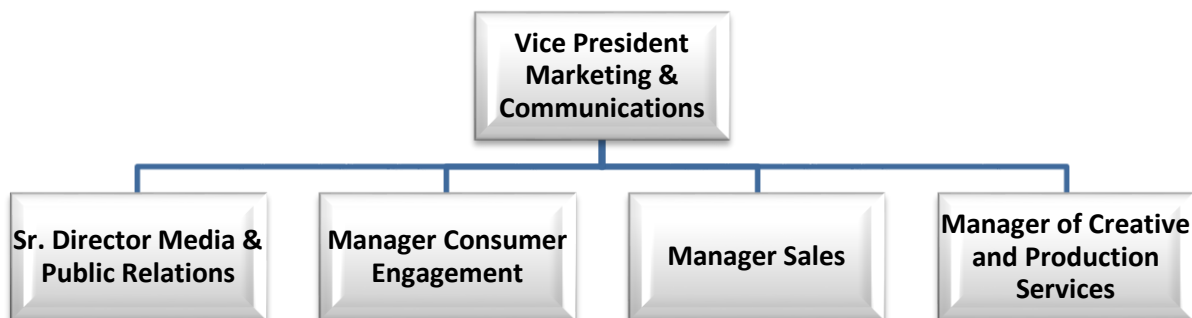 Vice President
Marketing &
Communications
Sr. Director Media &
Public Relations
Manager Consumer
Engagement
Manager Sales
Manager of Creative
and Production
Services